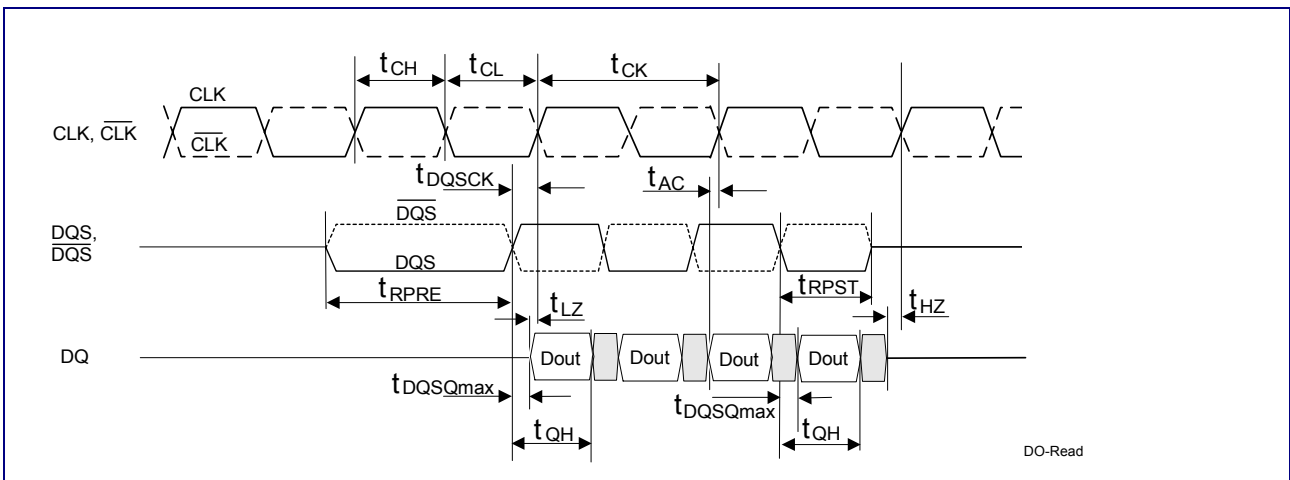 tCH tCL tCK
CLK
CLK, CLK
CLK
tDQSCK tAC
DQS
DQS,
DQS
DQS
tRPRE tLZ tRPST tHZ
DQ Dout Dout Dout Dout
tDQSQmax tDQSQmax
tQH tQH
DO-Read